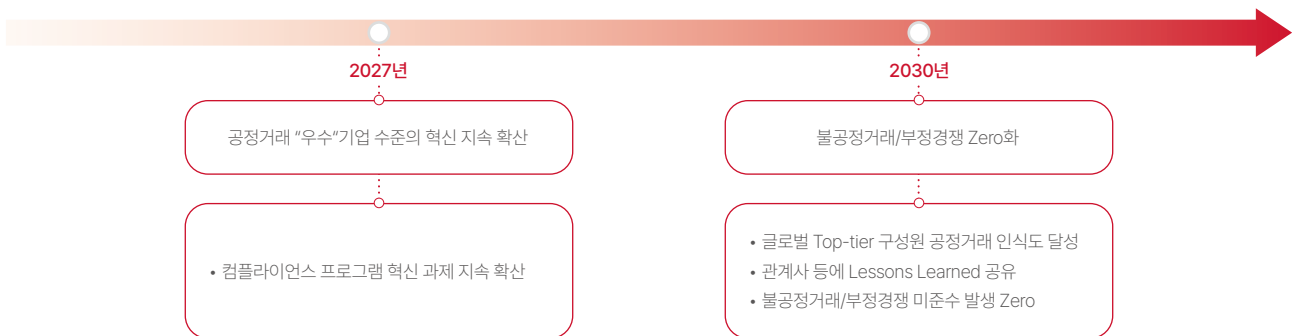 2027년
공정거래 “우수“기업 수준의 혁신 지속 확산
• 컴플라이언스 프로그램 혁신 과제 지속 확산
2030년
불공정거래/부정경쟁 Zero화
• 글로벌 Top-tier 구성원 공정거래 인식도 달성
• 관계사 등에 Lessons Learned 공유
• 불공정거래/부정경쟁 미준수 발생 Zero